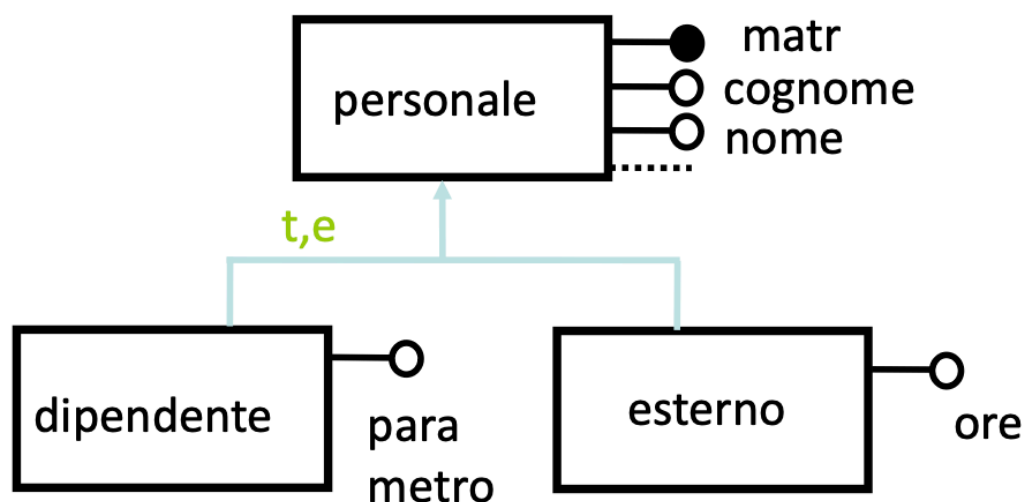 personale
matr
cognome
nome
t,e
dipendente
para
metro
esterno
ore